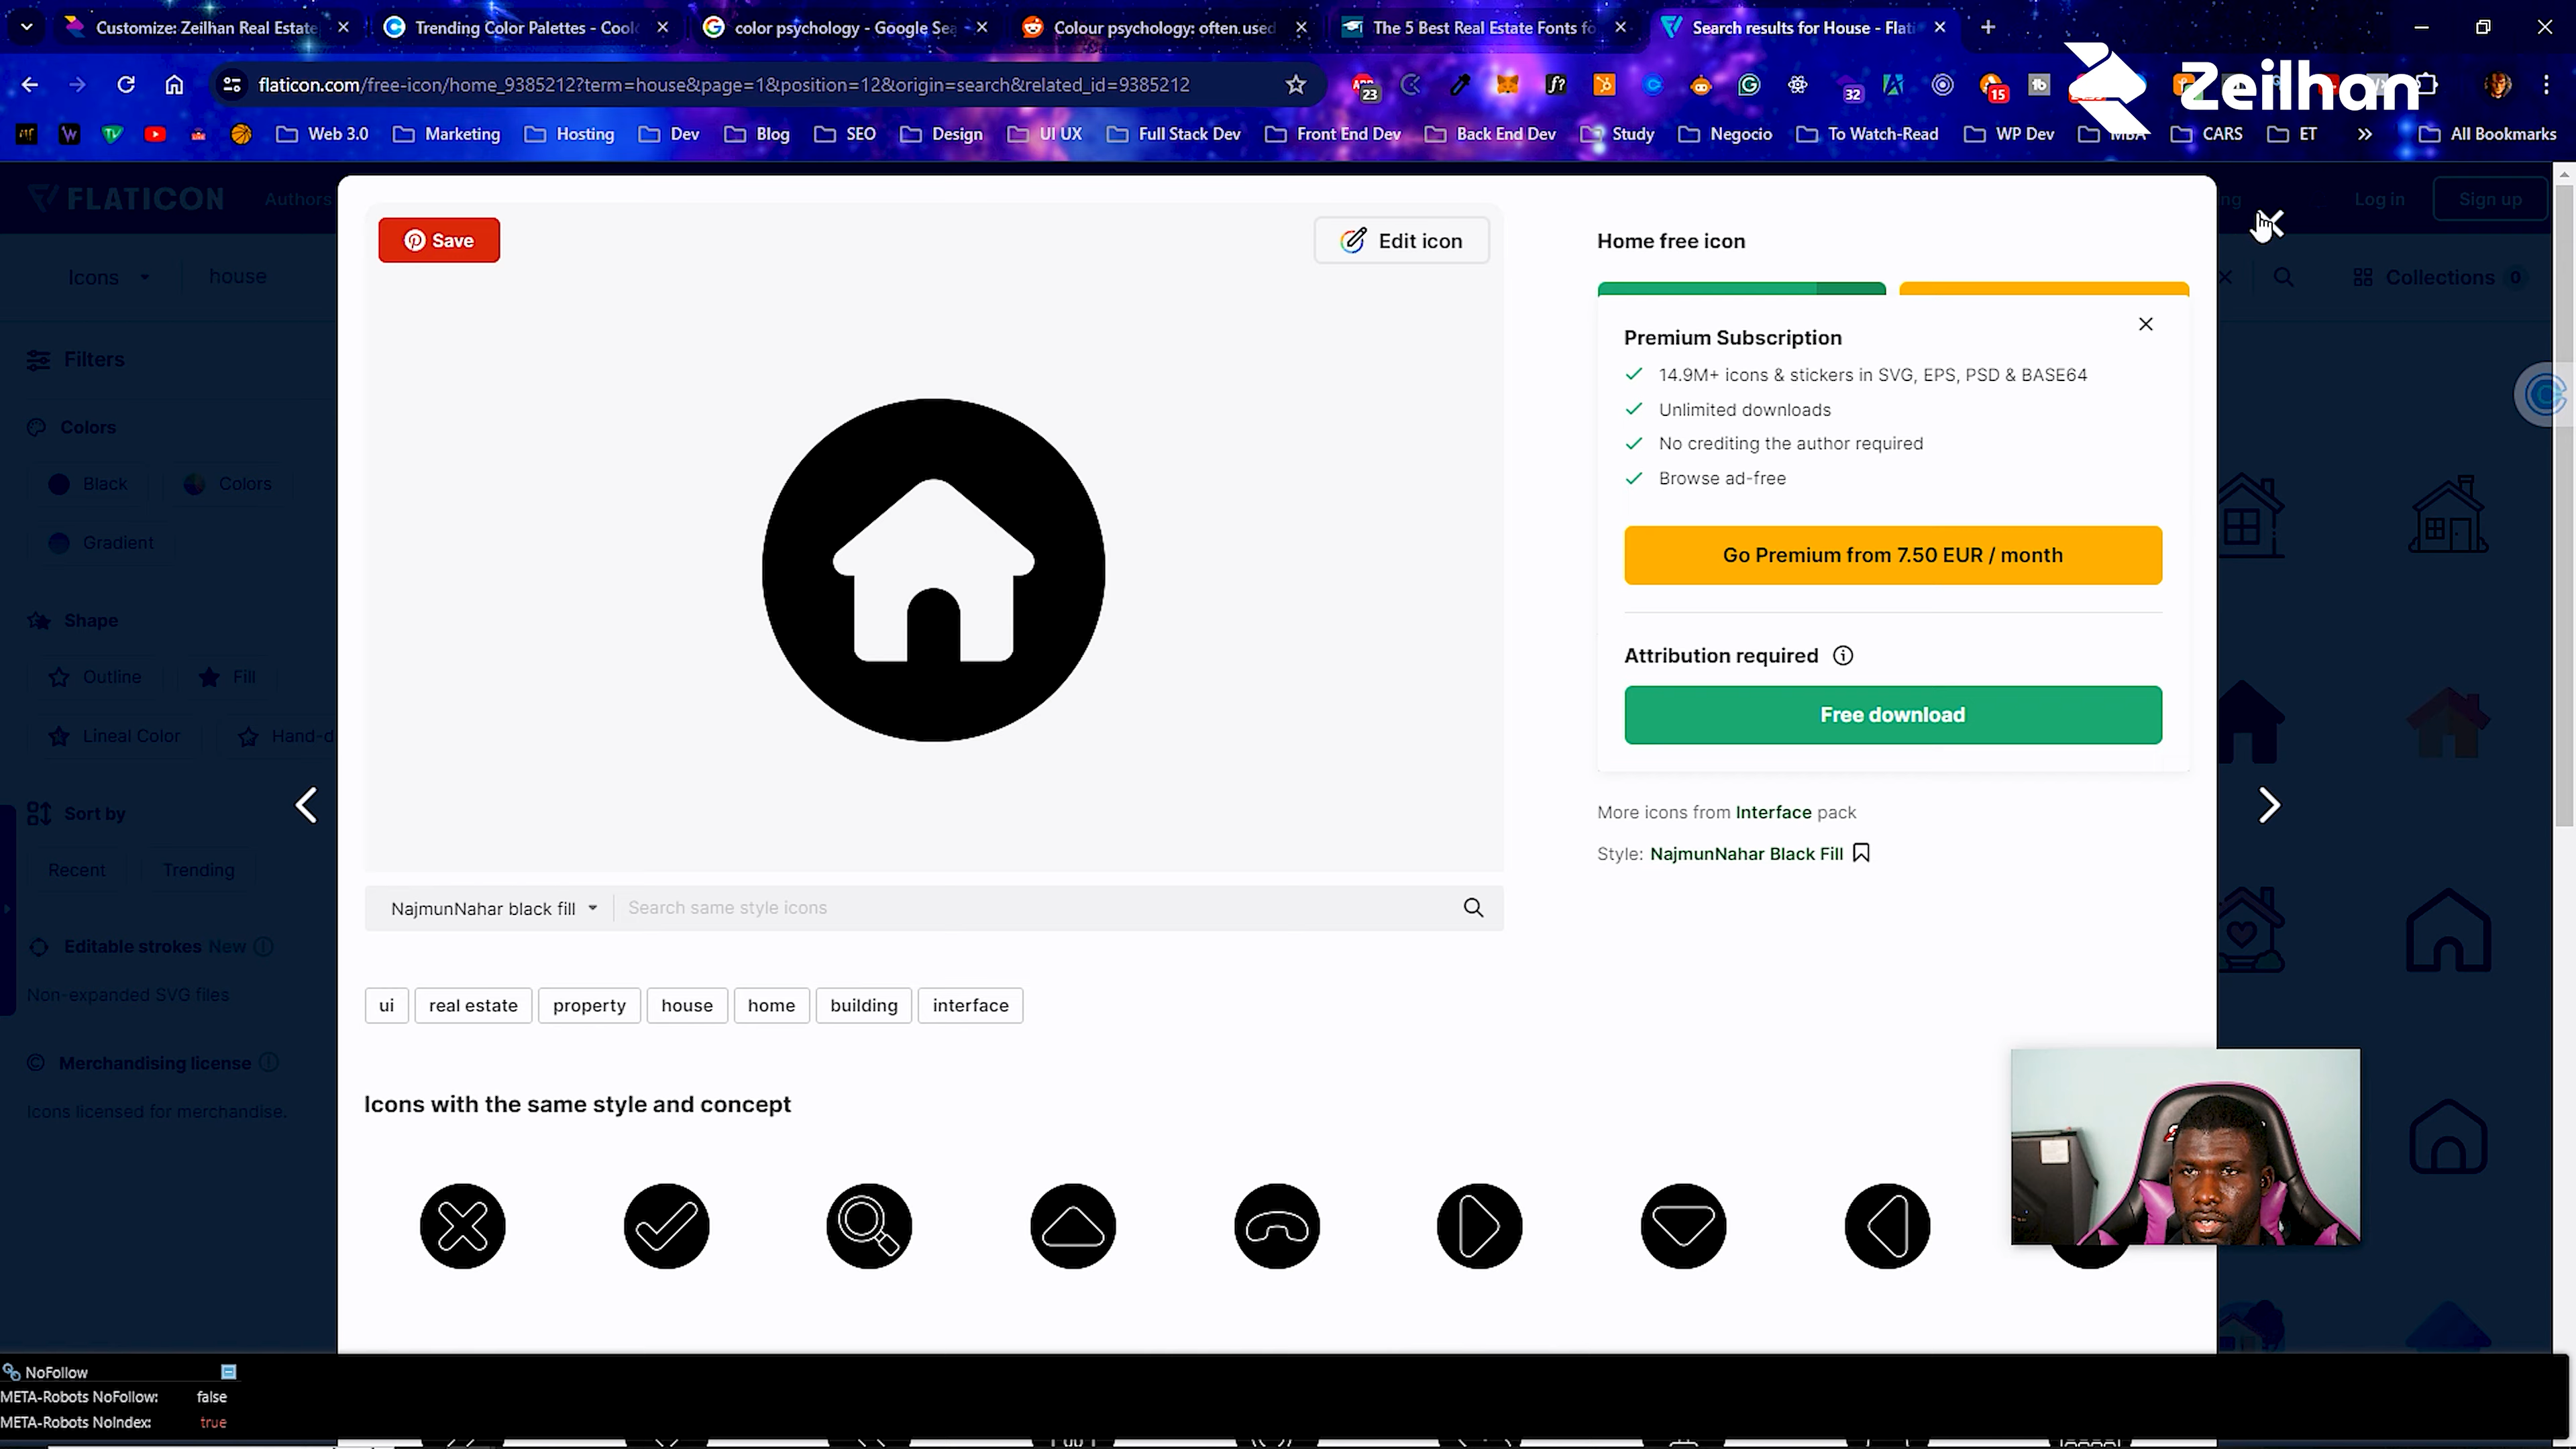 Customize: Zeilhan Real Estate
Trending Color Palettes - Coolo
color psychology - Google Sea
Colour psychology: often used
The 5 Best Real Estate Fonts fo
Search results for House - Flati
flaticon.com/free-icon/home_9385212?term=house&page=1&position=12&origin=search&related_id=9385212
23
32
15
Zeilhan
Web 3.0
Marketing
Hosting
Dev
Blog
SEO
Design
UI UX
Full Stack Dev
Front End Dev
Back End Dev
Study
Negocio
To Watch-Read
WP Dev
MBA
CARS
ET
All Bookmarks
FLATICON
Authors
Log in
Sign up
Icons
house
Collections 0
Filters
Colors
Black
Colors
Gradient
Shape
Outline
Fill
Lineal Color
Hand-d
Sort by
Recent
Trending
Editable strokes New
Non-expanded SVG files
Merchandising license
Icons licensed for merchandise.
Save
Edit icon
Home free icon
Premium Subscription
14.9M+ icons & stickers in SVG, EPS, PSD & BASE64
Unlimited downloads
No crediting the author required
Browse ad-free
Go Premium from 7.50 EUR / month
Attribution required
Free download
More icons from Interface pack
Style: NajmunNahar Black Fill
NajmunNahar black fill
Search same style icons
ui
real estate
property
house
home
building
interface
Icons with the same style and concept
NoFollow
META-Robots NoFollow: false
META-Robots NoIndex: true